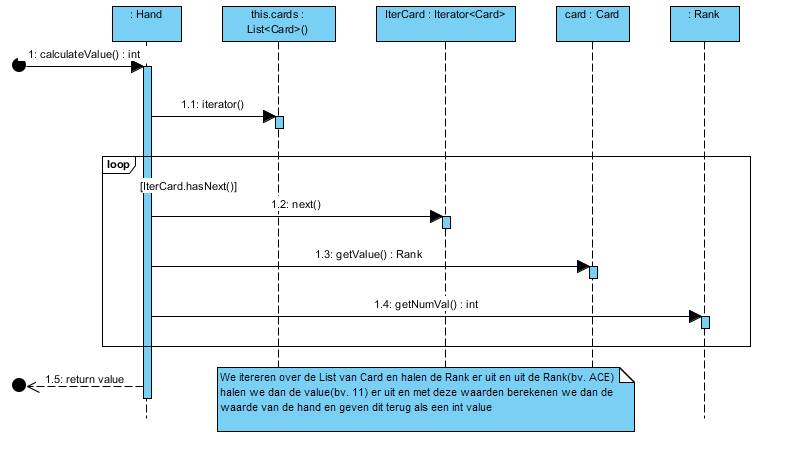 : Hand
this.cards :
List<Card>()
IterCard : Iterator<Card>
card : Card
: Rank
1: calculateValue() : int
1.1: iterator()
loop
[IterCard.hasNext()]
1.2: next()
1.3: getValue() : Rank
1.4: getNumVal() : int
1.5: return value
We itereren over de List van Card en halen de Rank er uit en uit de Rank(bv. ACE)
halen we dan de value(bv. 11) er uit en met deze waarden berekenen we dan de
waarde van de hand en geven dit terug als een int value